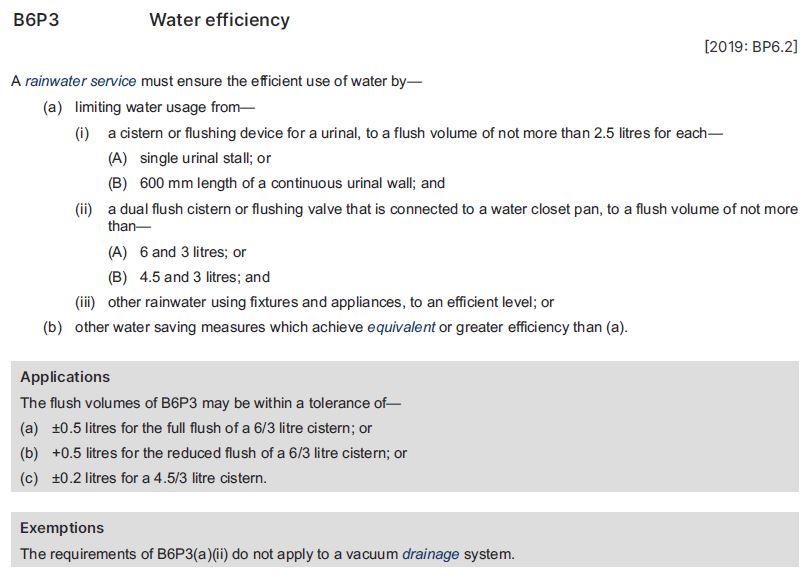 B6P3 Water efficiency
[2019: BP6.2]
A rainwater service must ensure the efficient use of water by—
(a) limiting water usage from—
(i) a cistern or flushing device for a urinal, to a flush volume of not more than 2.5 litres for each—
(A) single urinal stall; or
(B) 600 mm length of a continuous urinal wall; and
(ii) a dual flush cistern or flushing valve that is connected to a water closet pan, to a flush volume of not more
than—
(A) 6 and 3 litres; or
(B) 4.5 and 3 litres; and
(iii) other rainwater using fixtures and appliances, to an efficient level; or
(b) other water saving measures which achieve equivalent or greater efficiency than (a).
Applications
The flush volumes of B6P3 may be within a tolerance of—
(a) ±0.5 litres for the full flush of a 6/3 litre cistern; or
(b) +0.5 litres for the reduced flush of a 6/3 litre cistern; or
(c) ±0.2 litres for a 4.5/3 litre cistern.
Exemptions
The requirements of B6P3(a)(ii) do not apply to a vacuum drainage system.